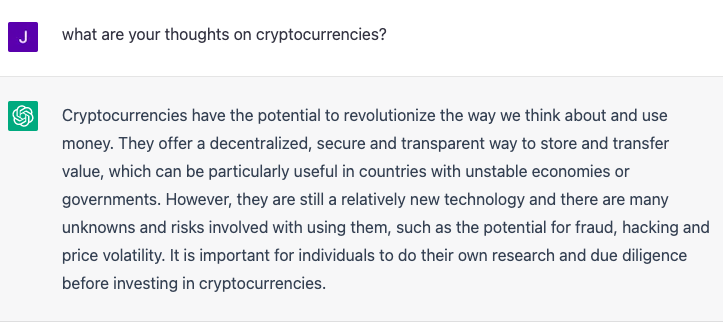 J
what are your thoughts on cryptocurrencies?
Cryptocurrencies have the potential to revolutionize the way we think about and use
money. They offer a decentralized, secure and transparent way to store and transfer
value, which can be particularly useful in countries with unstable economies or
governments. However, they are still a relatively new technology and there are many
unknowns and risks involved with using them, such as the potential for fraud, hacking and
price volatility. It is important for individuals to do their own research and due diligence
before investing in cryptocurrencies.